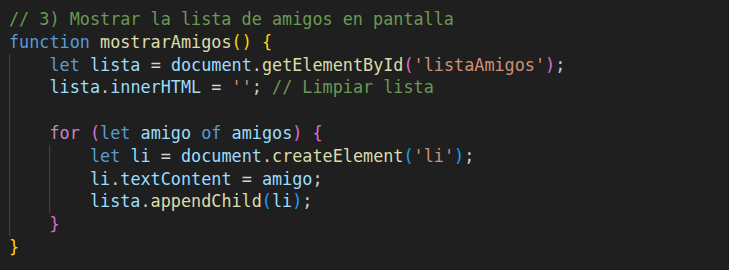 // 3) Mostrar la lista de amigos en pantalla
function mostrarAmigos() {
    let lista = document.getElementById('listaAmigos');
    lista.innerHTML = ''; // Limpiar lista

    for (let amigo of amigos) {
        let li = document.createElement('li');
        li.textContent = amigo;
        lista.appendChild(li);
    }
}